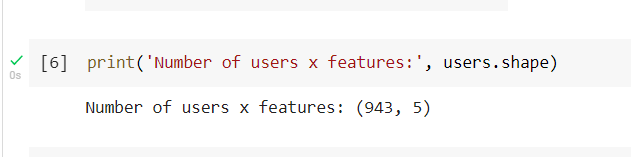 [6] print('Number of users x features:', users.shape)
0s
Number of users x features: (943, 5)